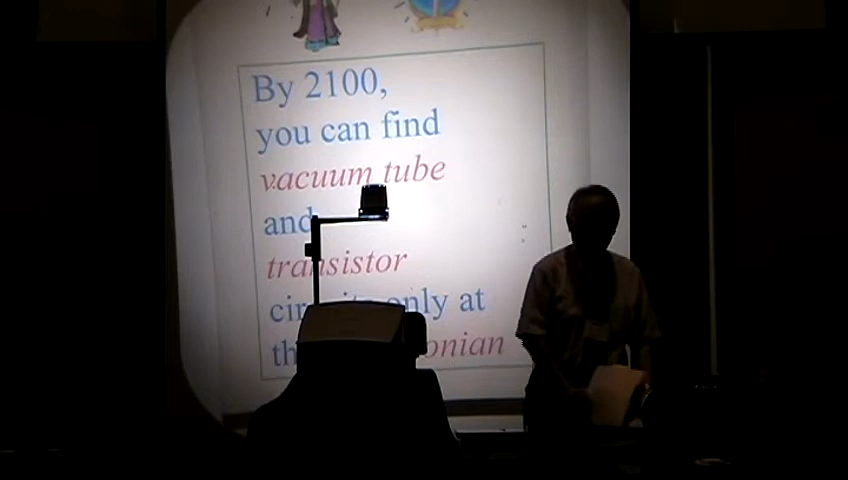 By 2100,
you can find
vacuum tube
and
transistor
only at